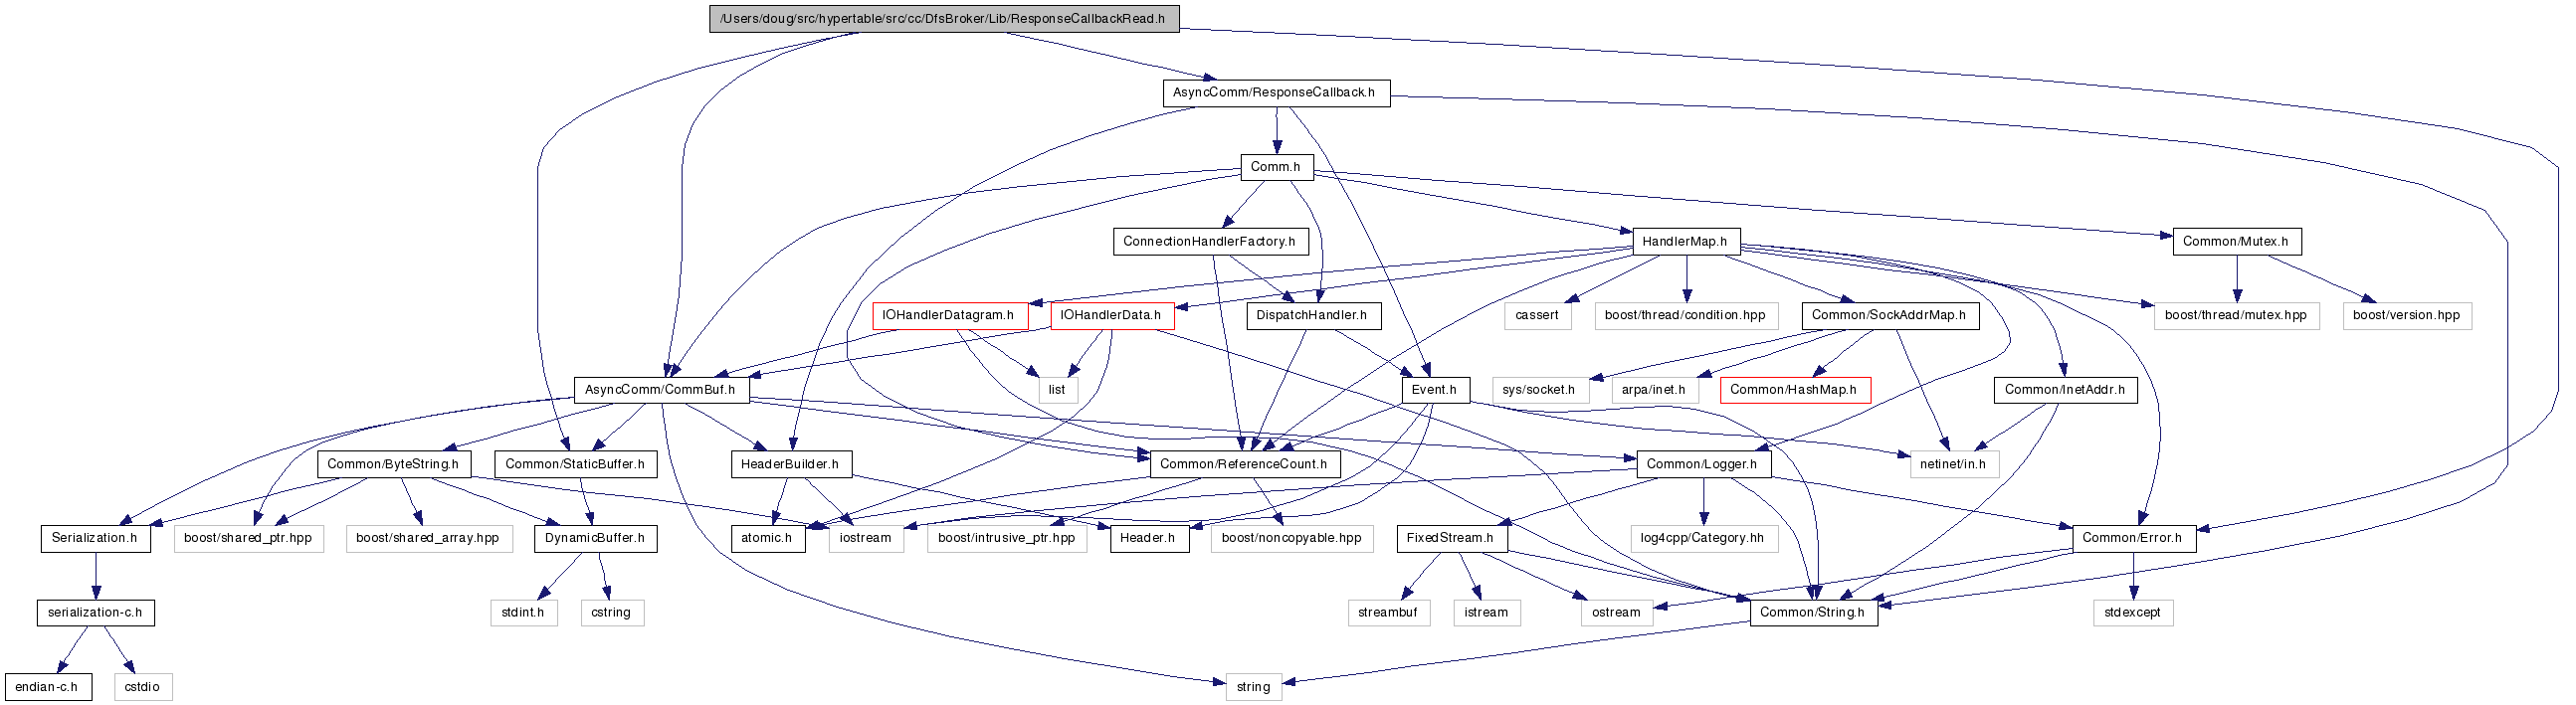 /Users/doug/src/hypertable/src/cc/DfsBroker/Lib/ResponseCallbackRead.h
AsyncComm/ResponseCallback.h
Comm.h
ConnectionHandlerFactory.h
HandlerMap.h
Common/Mutex.h
IOHandlerDatagram.h
IOHandlerData.h
DispatchHandler.h
cassert
boost/thread/condition.hpp
Common/SockAddrMap.h
boost/thread/mutex.hpp
boost/version.hpp
AsyncComm/CommBuf.h
list
Event.h
sys/socket.h
arpa/inet.h
Common/HashMap.h
Common/InetAddr.h
Common/ByteString.h
Common/StaticBuffer.h
HeaderBuilder.h
Common/ReferenceCount.h
Common/Logger.h
netinet/in.h
Serialization.h
boost/shared_ptr.hpp
boost/shared_array.hpp
DynamicBuffer.h
atomic.h
iostream
boost/intrusive_ptr.hpp
Header.h
boost/noncopyable.hpp
FixedStream.h
log4cpp/Category.hh
Common/Error.h
serialization-c.h
stdint.h
cstring
streambuf
istream
ostream
Common/String.h
stdexcept
endian-c.h
cstdio
string